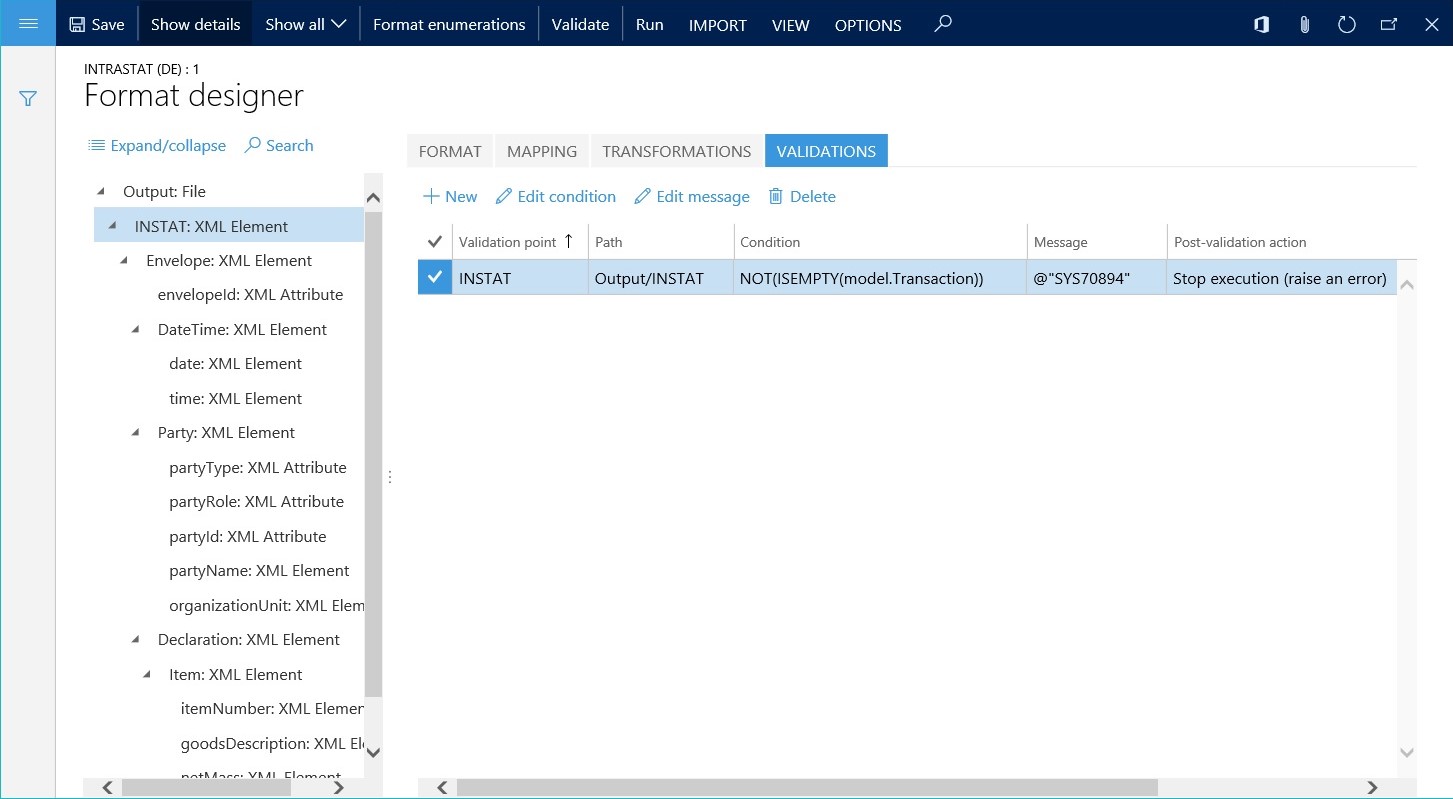 Save Show details Show all Format enumerations Validate Run IMPORT VIEW OPTIONS
INTRASTAT (DE) : 1
Format designer
Expand/collapse Search
Output: File
INSTAT: XML Element
Envelope: XML Element
envelopeId: XML Attribute
DateTime: XML Element
date: XML Element
time: XML Element
Party: XML Element
partyType: XML Attribute
partyRole: XML Attribute
partyId: XML Attribute
partyName: XML Element
organizationUnit: XML Elem
Declaration: XML Element
Item: XML Element
itemNumber: XML Elemen
goodsDescription: XML El
netMass: XML Element
FORMAT MAPPING TRANSFORMATIONS VALIDATIONS
New Edit condition Edit message Delete
Validation point Path Condition Message Post-validation action
INSTAT Output/INSTAT NOT(ISEMPTY(model.Transaction)) @"SYS70894" Stop execution (raise an error)